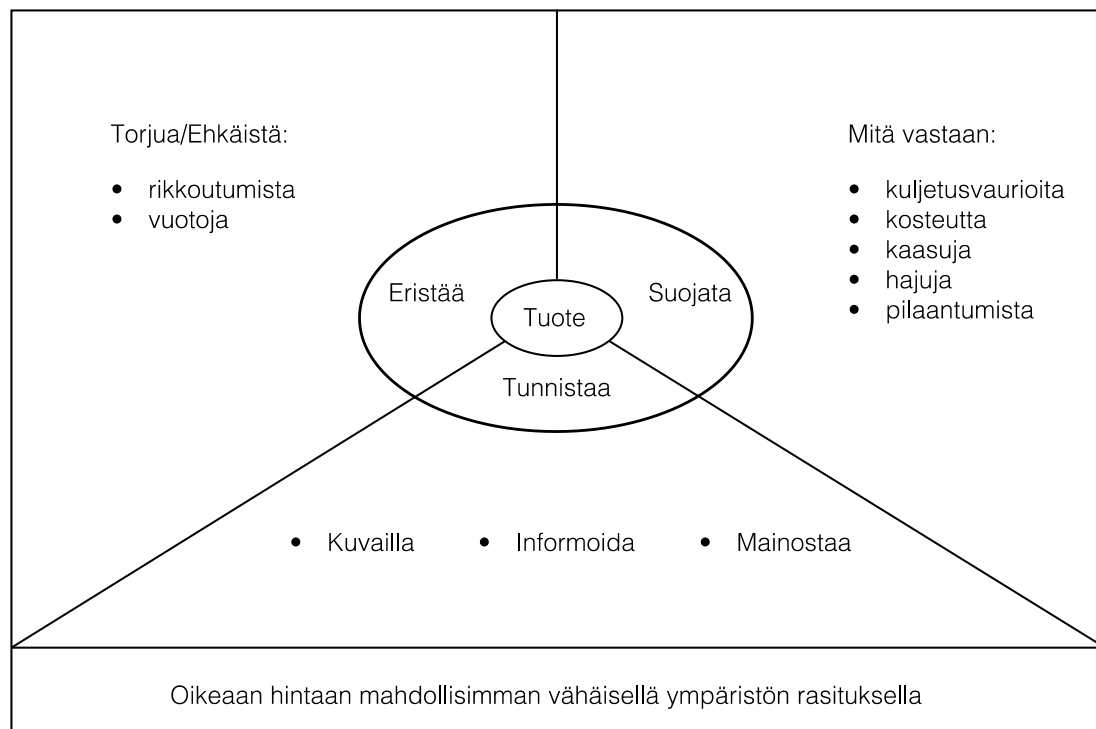 Torjua/Ehkäistä:
• rikkoutumista
• vuotoja
Mitä vastaan:
• kuljetusvaurioita
• kosteutta
• kaasuja
• hajuja
• pilaantumista
Eristää
Suojata
Tuote
Tunnistaa
• Kuvailla • Informoida • Mainostaa
Oikeaan hintaan mahdollisimman vähäisellä ympäristön rasituksella